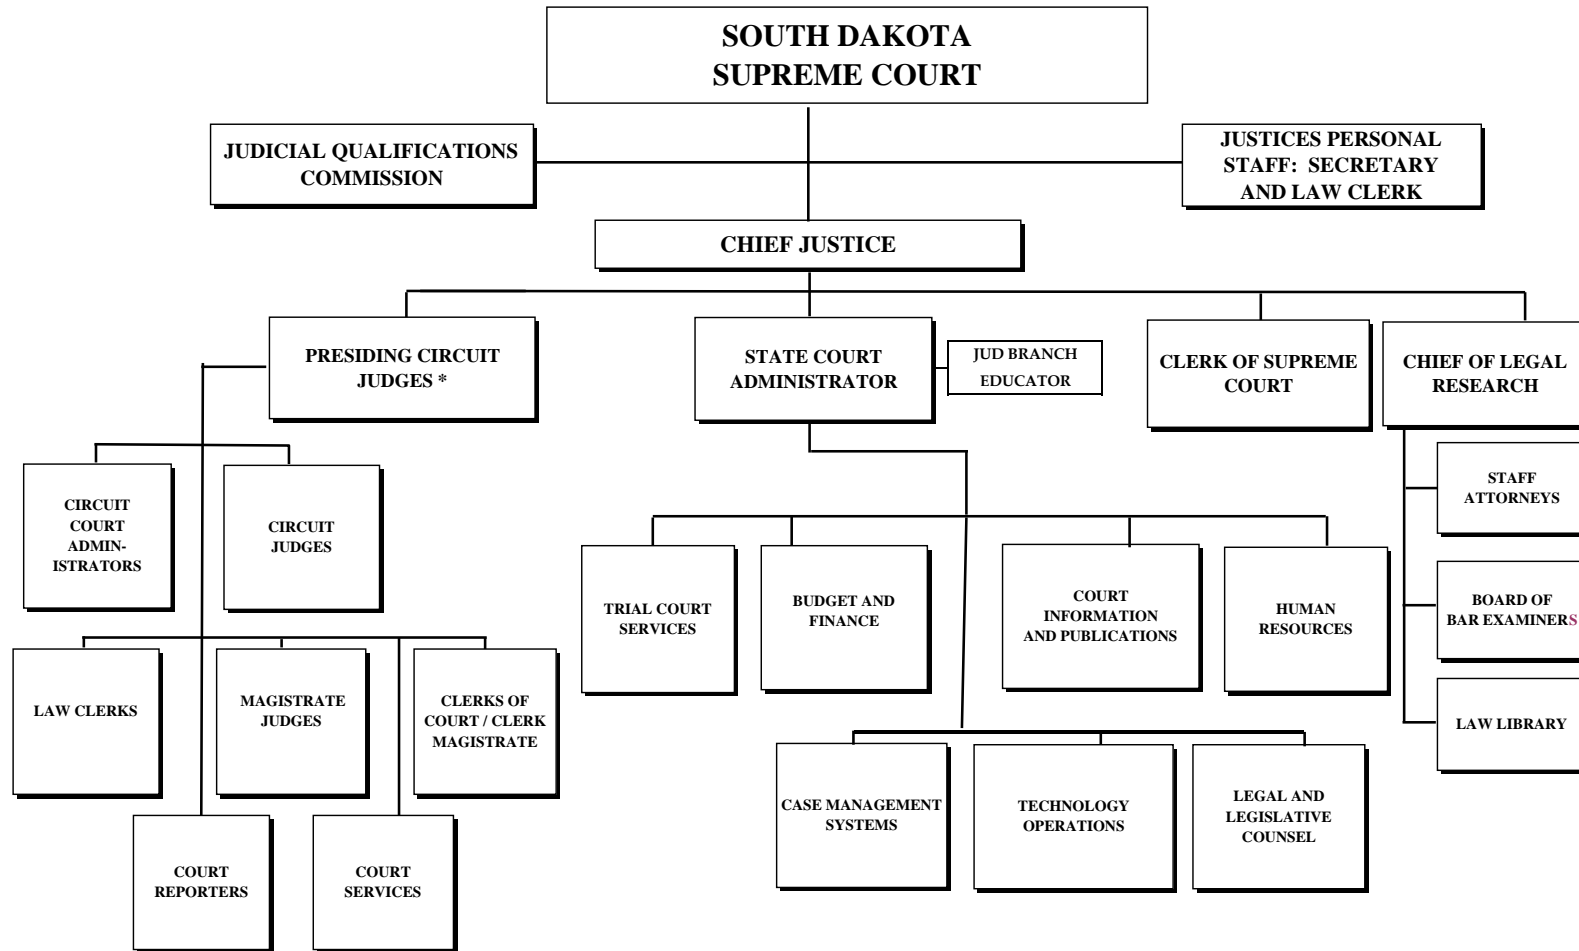 SOUTH DAKOTA
SUPREME COURT
JUDICIAL QUALIFICATIONS
COMMISSION
JUSTICES PERSONAL
STAFF: SECRETARY
AND LAW CLERK
CHIEF JUSTICE
PRESIDING CIRCUIT
JUDGES *
STATE COURT
ADMINISTRATOR
JUD BRANCH
EDUCATOR
CLERK OF SUPREME
COURT
CHIEF OF LEGAL
RESEARCH
CIRCUIT
COURT
ADMIN-
ISTRATORS
CIRCUIT
JUDGES
STAFF
ATTORNEYS
TRIAL COURT
SERVICES
BUDGET AND
FINANCE
COURT
INFORMATION
AND PUBLICATIONS
HUMAN
RESOURCES
BOARD OF
BAR EXAMINERS
LAW CLERKS
MAGISTRATE
JUDGES
CLERKS OF
COURT / CLERK
MAGISTRATE
LAW LIBRARY
CASE MANAGEMENT
SYSTEMS
TECHNOLOGY
OPERATIONS
LEGAL AND
LEGISLATIVE
COUNSEL
COURT
REPORTERS
COURT
SERVICES